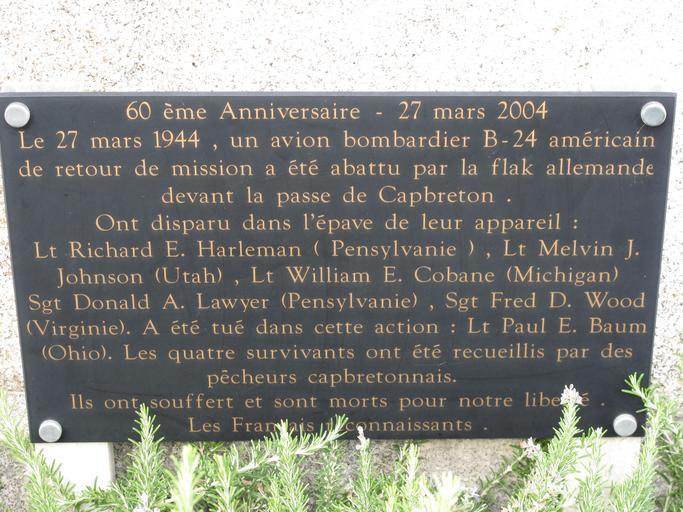 60 ème Anniversaire - 27 mars 2004
Le 27 mars 1944 , un avion bombardier B-24 américain
de retour de mission a été abattu par la flak allemande
devant la passe de Capbreton .
Ont disparu dans l'épave de leur appareil :
Lt Richard E. Harleman ( Pensylvanie ) , Lt Melvin J.
Johnson (Utah) , Lt William E. Cobane (Michigan)
Sgt Donald A. Lawyer (Pensylvanie) , Sgt Fred D. Wood
(Virginie). A été tué dans cette action : Lt Paul E. Baum
(Ohio). Les quatre survivants ont été recueillis par des
pêcheurs capbretonnais.
Ils ont souffert et sont morts pour notre liberté .
Les Français reconnaissants .